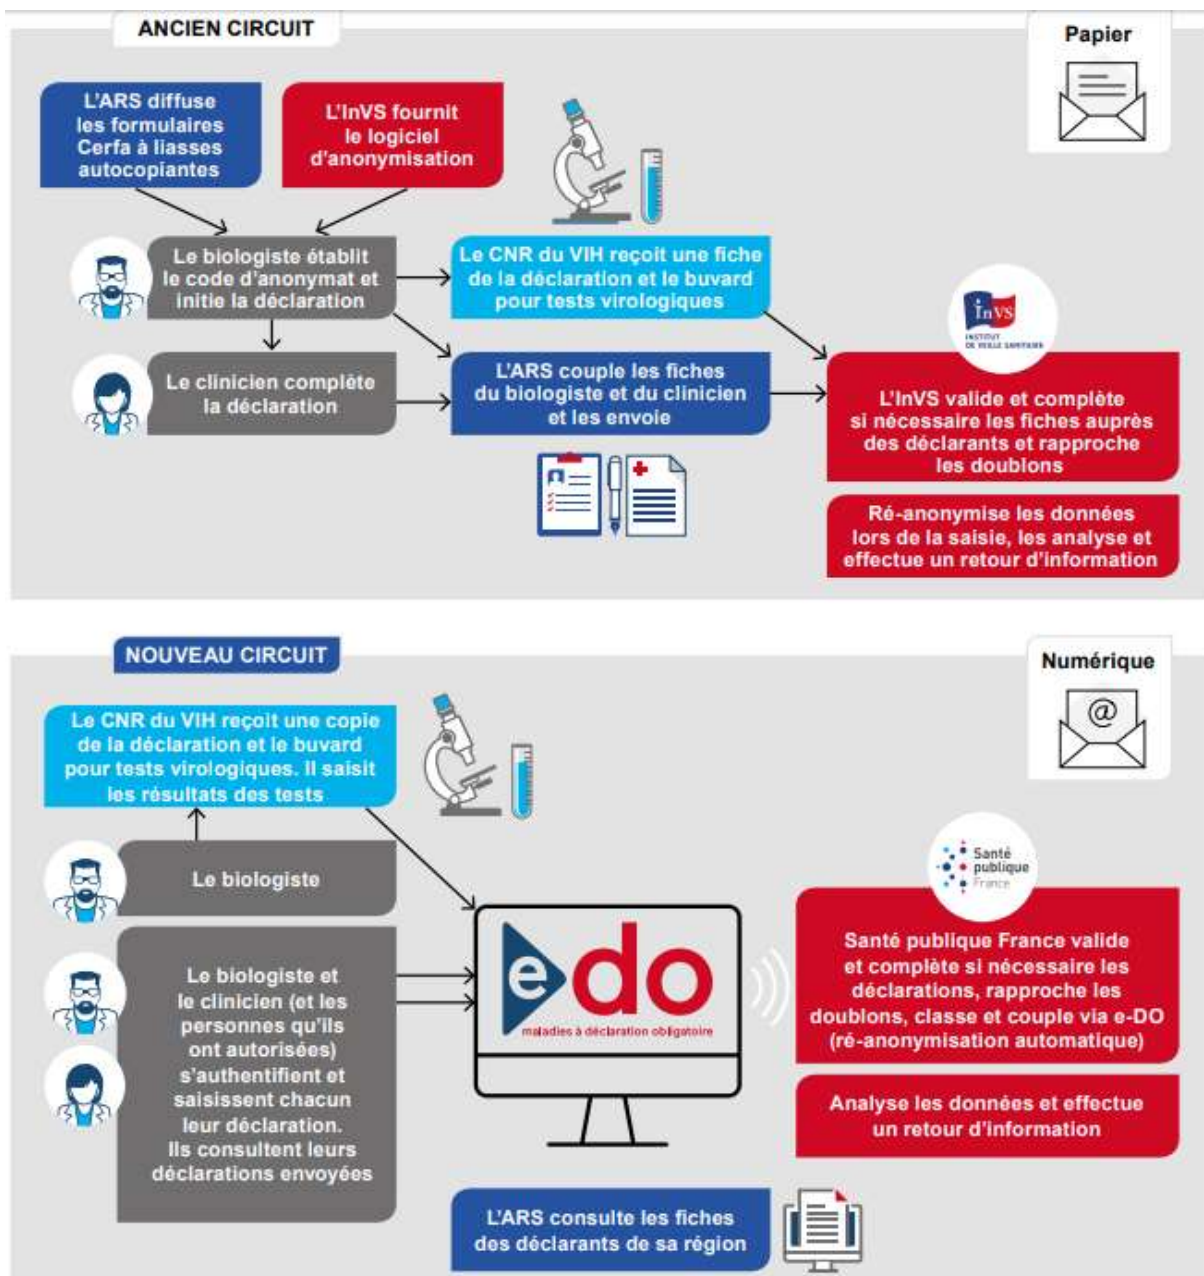 ANCIEN CIRCUIT
Papier
L'ARS diffuse
les formulaires
Cerfa à liasses
autocopiantes
L'InVS fournit
le logiciel
d'anonymisation
Le biologiste établit
le code d'anonymat et
initie la déclaration
Le CNR du VIH reçoit une fiche
de la déclaration et le buvard
pour tests virologiques
InVS
INSTITUT
DE VEILLE SANITAIRE
Le clinicien complète
la déclaration
L'ARS couple les fiches
du biologiste et du clinicien
et les envoie
L'InVS valide et complète
si nécessaire les fiches auprès
des déclarants et rapproche
les doublons
Ré-anonymise les données
lors de la saisie, les analyse et
effectue un retour d'information
NOUVEAU CIRCUIT
Numérique
@
Le CNR du VIH reçoit une copie
de la déclaration et le buvard
pour tests virologiques. Il saisit
les résultats des tests
Le biologiste
Le biologiste et
le clinicien (et les
personnes qu'ils
ont autorisées)
s'authentifient et
saisissent chacun
leur déclaration.
Ils consultent leurs
déclarations envoyées
e do
maladies à déclaration obligatoire
Santé
publique
France
Santé publique France valide
et complète si nécessaire les
déclarations, rapproche les
doublons, classe et couple via e-DO
(ré-anonymisation automatique)
Analyse les données et effectue
un retour d'information
L'ARS consulte les fiches
des déclarants de sa région